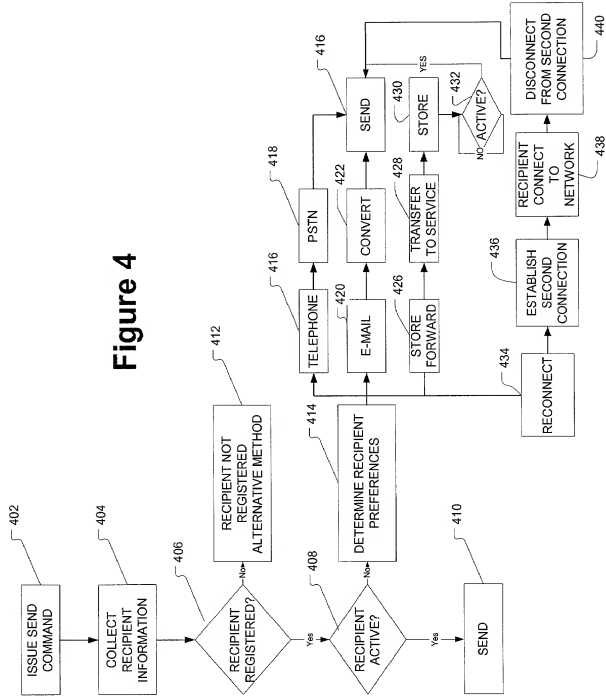 Figure 4
402
ISSUE SEND
COMMAND
404
COLLECT
RECIPIENT
INFORMATION
406
RECIPIENT
REGISTERED?
No
412
RECIPIENT NOT
REGISTERED
ALTERNATIVE METHOD
Yes
408
RECIPIENT
ACTIVE?
No
414
DETERMINE RECIPIENT
PREFERENCES
Yes
410
SEND
416
TELEPHONE
418
PSTN
416
SEND
420
E-MAIL
422
CONVERT
426
STORE
FORWARD
428
TRANSFER
TO SERVICE
430
STORE
432
ACTIVE?
NO
YES
434
RECONNECT
436
ESTABLISH
SECOND
CONNECTION
RECIPIENT
CONNECT
TO
NETWORK
438
DISCONNECT
FROM SECOND
CONNECTION
440